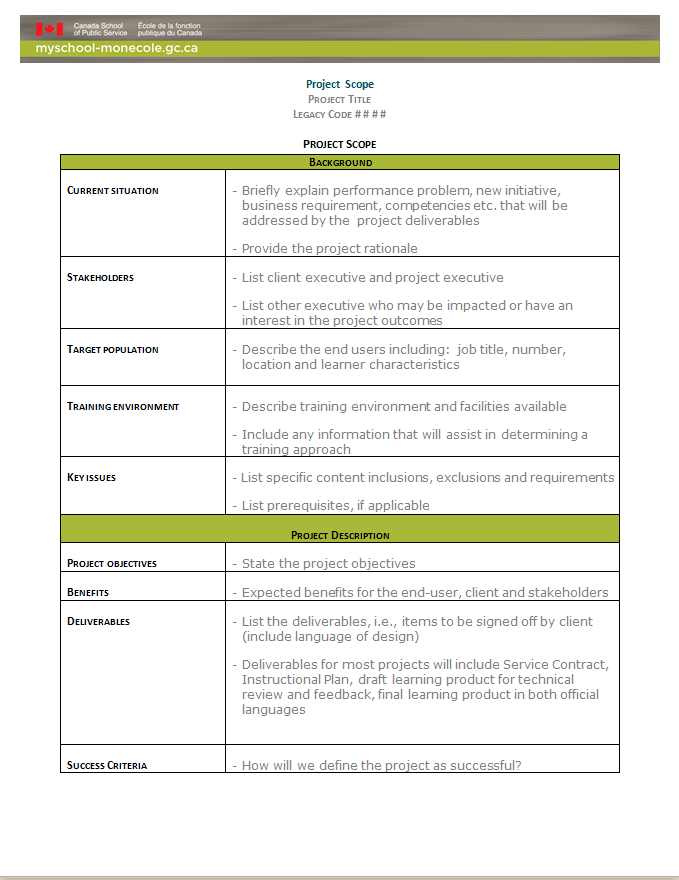 Canada School École de la fonction
of Public Service publique du Canada
myschool-monecole.gc.ca
Project Scope
PROJECT TITLE
LEGACY CODE ####
PROJECT SCOPE
BACKGROUND
CURRENT SITUATION
- Briefly explain performance problem, new initiative,
business requirement, competencies etc. that will be
addressed by the project deliverables
- Provide the project rationale
STAKEHOLDERS
- List client executive and project executive
- List other executive who may be impacted or have an
interest in the project outcomes
TARGET POPULATION
- Describe the end users including: job title, number,
location and learner characteristics
TRAINING ENVIRONMENT
- Describe training environment and facilities available
- Include any information that will assist in determining a
training approach
KEY ISSUES
- List specific content inclusions, exclusions and requirements
- List prerequisites, if applicable
PROJECT DESCRIPTION
PROJECT OBJECTIVES
- State the project objectives
BENEFITS
- Expected benefits for the end-user, client and stakeholders
DELIVERABLES
- List the deliverables, i.e., items to be signed off by client
(include language of design)
- Deliverables for most projects will include Service Contract,
Instructional Plan, draft learning product for technical
review and feedback, final learning product in both official
languages
SUCCESS CRITERIA
- How will we define the project as successful?